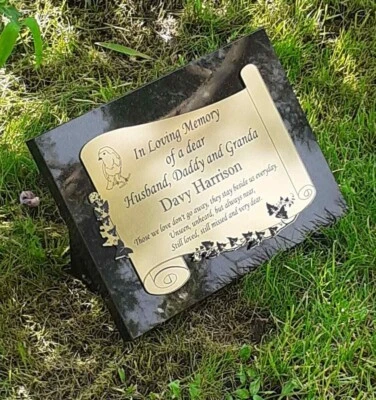 In Loving Memory
of a dear
Husband, Daddy and Granda
Davy Harrison
Those we love don't go away, they stay beside us everyday,
Unseen, unheard, but always near,
Still loved, still missed and very dear.